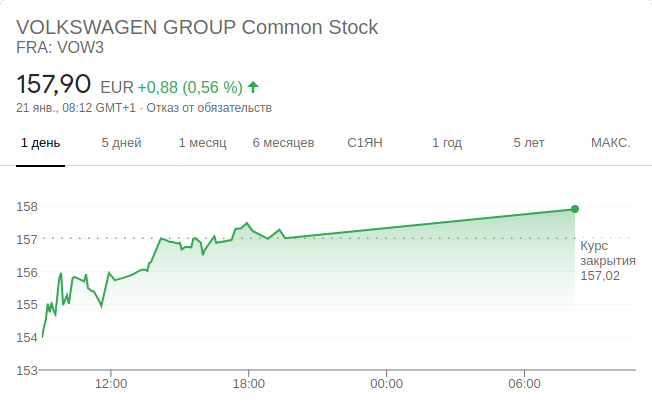 VOLKSWAGEN GROUP Common Stock
FRA: VOW3
157,90 EUR +0,88 (0,56 %)
21 янв., 08:12 GMT+1 · Отказ от обязательств
1 день 5 дней 1 месяц 6 месяцев С1ЯН 1 год 5 лет МАКС.
158
157
Курс
закрытия
157,02
156
155
154
153
12:00 18:00 00:00 06:00